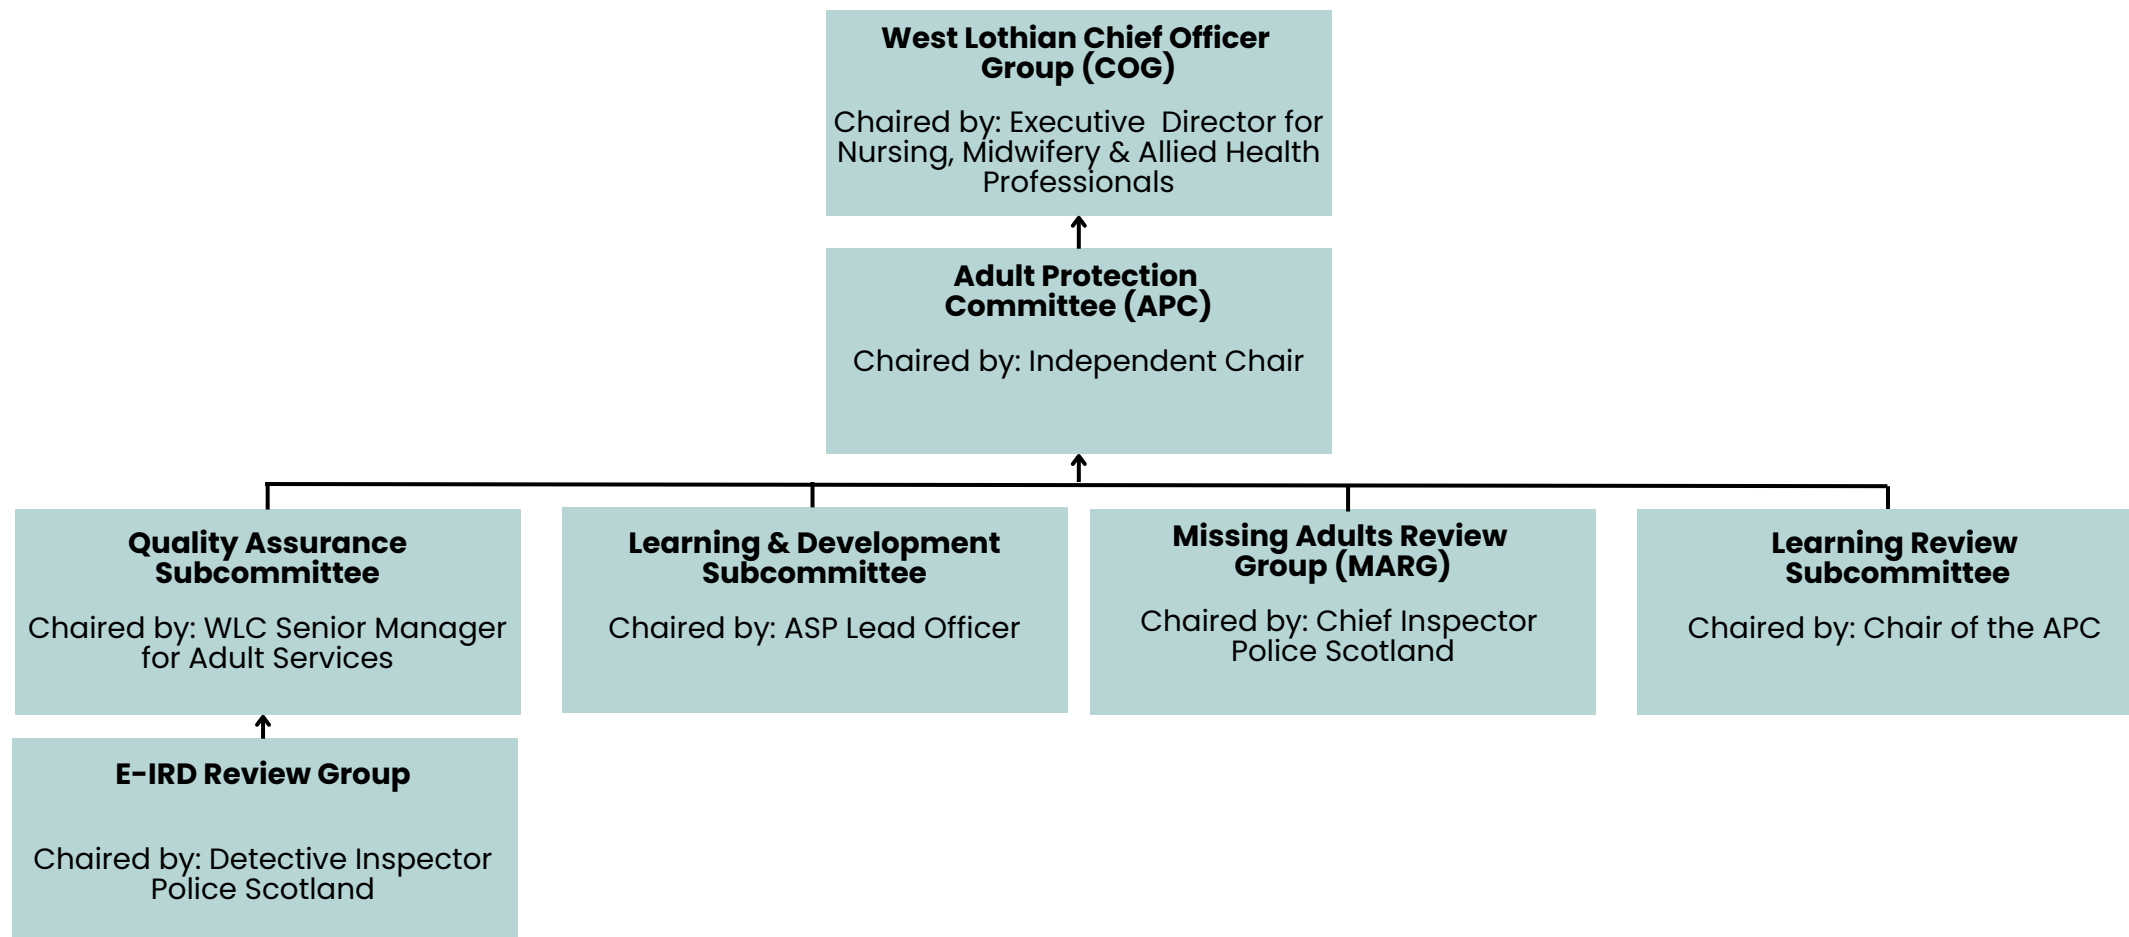 West Lothian Chief Officer
Group (COG)
Chaired by: Executive  Director for
Nursing, Midwifery & Allied Health
Professionals
Adult Protection
Committee (APC)
Chaired by: Independent Chair
Quality Assurance
Subcommittee
Chaired by: WLC Senior Manager
for Adult Services
Learning & Development
Subcommittee
Chaired by: ASP Lead Officer
Missing Adults Review
Group (MARG)
Chaired by: Chief Inspector
Police Scotland
Learning Review
Subcommittee
Chaired by: Chair of the APC
E-IRD Review Group
Chaired by: Detective Inspector
Police Scotland